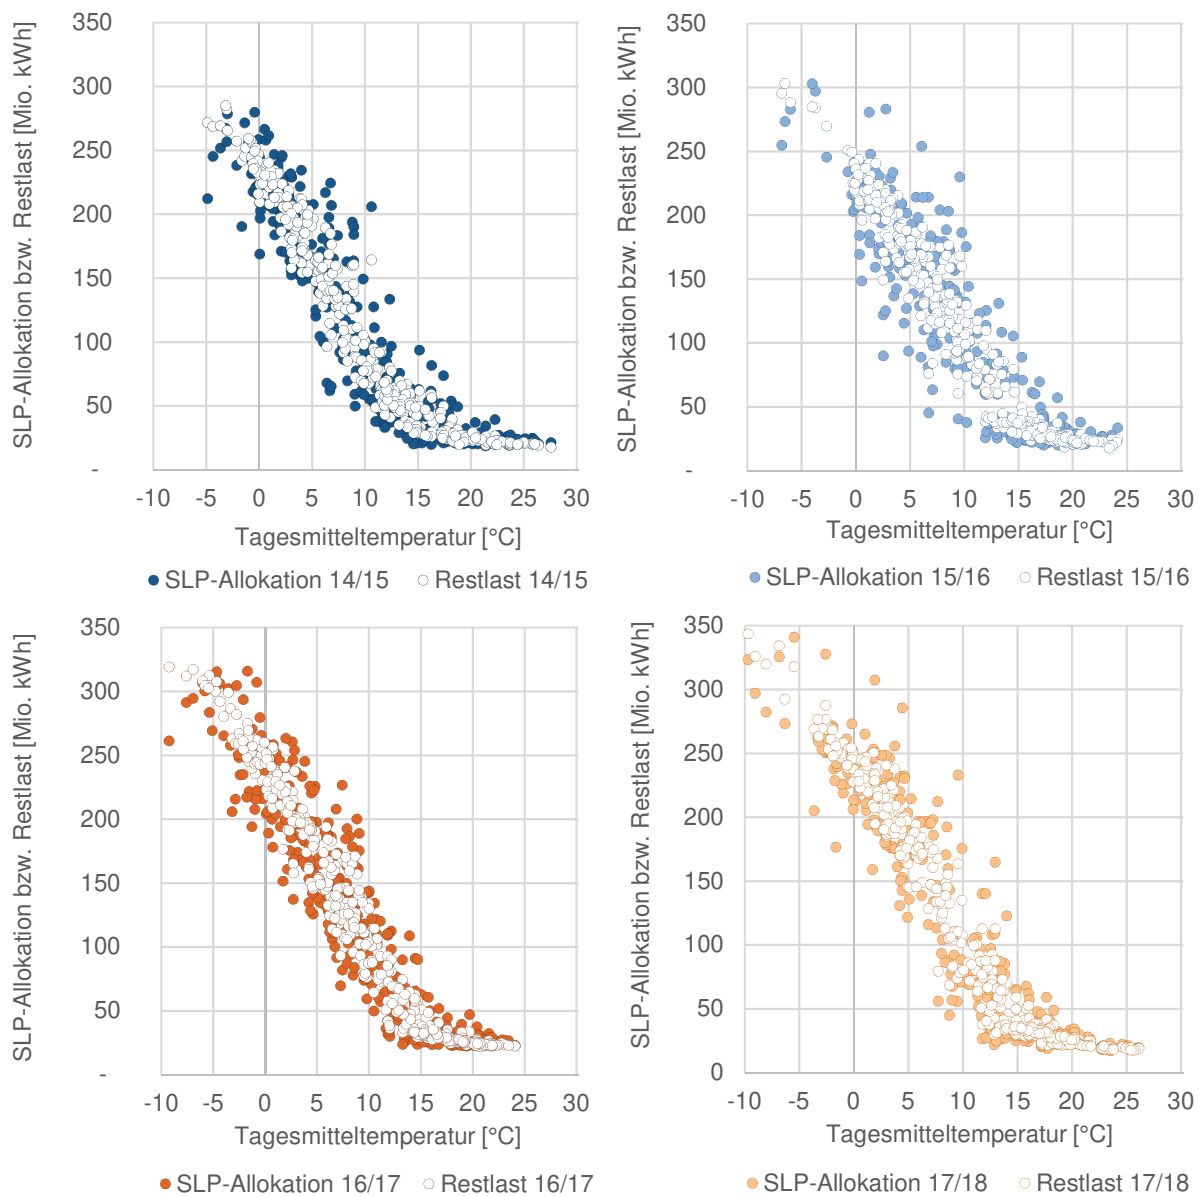 SLP-Allokation bzw. Restlast [Mio. kWh]
350
300
250
200
150
100
50
-
-10 -5 0 5 10 15 20 25 30
Tagesmitteltemperatur [°C]
SLP-Allokation 14/15 Restlast 14/15
SLP-Allokation bzw. Restlast [Mio. kWh]
350
300
250
200
150
100
50
-
-10 -5 0 5 10 15 20 25 30
Tagesmitteltemperatur [°C]
SLP-Allokation 15/16 Restlast 15/16
SLP-Allokation bzw. Restlast [Mio. kWh]
350
300
250
200
150
100
50
-
-10 -5 0 5 10 15 20 25 30
Tagesmitteltemperatur [°C]
SLP-Allokation 16/17 Restlast 16/17
SLP-Allokation bzw. Restlast [Mio. kWh]
350
300
250
200
150
100
50
0
-10 -5 0 5 10 15 20 25 30
Tagesmitteltemperatur [°C]
SLP-Allokation 17/18 Restlast 17/18